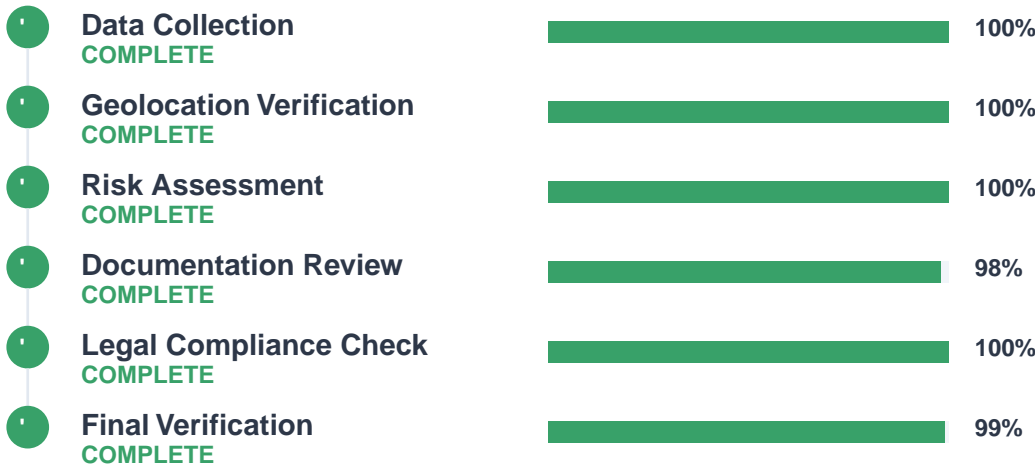 Data Collection 100%
COMPLETE
Geolocation Verification 100%
COMPLETE
Risk Assessment 100%
COMPLETE
Documentation Review 98%
COMPLETE
Legal Compliance Check 100%
COMPLETE
Final Verification 99%
COMPLETE